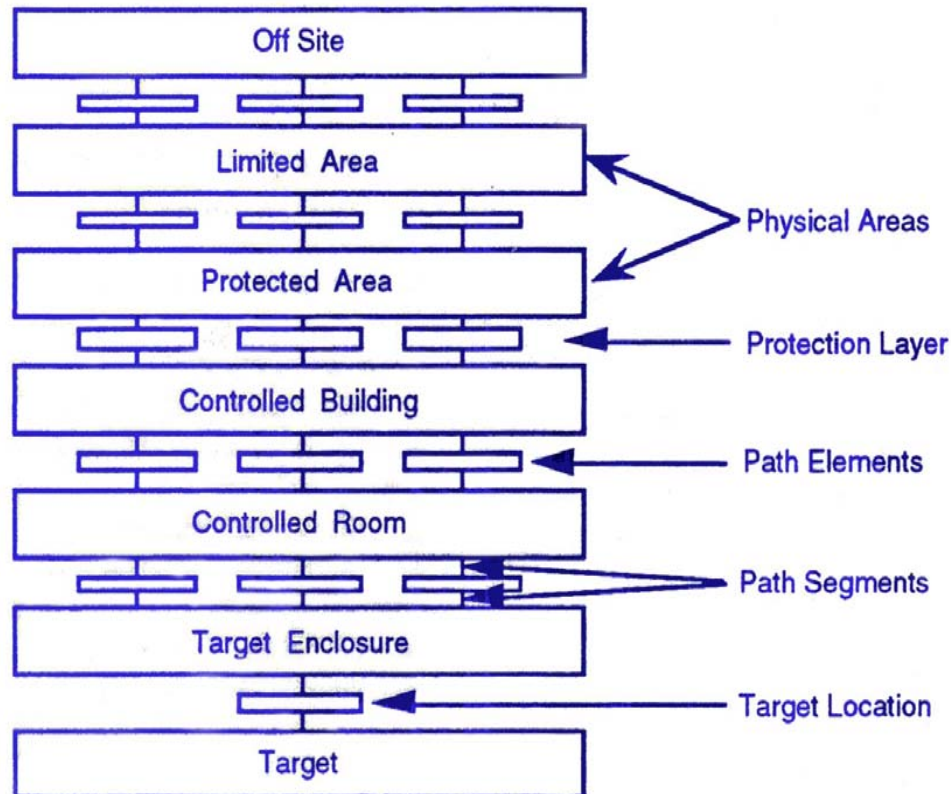 Off Site
Limited Area
Physical Areas
Protected Area
Protection Layer
Controlled Building
Path Elements
Controlled Room
Path Segments
Target Enclosure
Target Location
Target